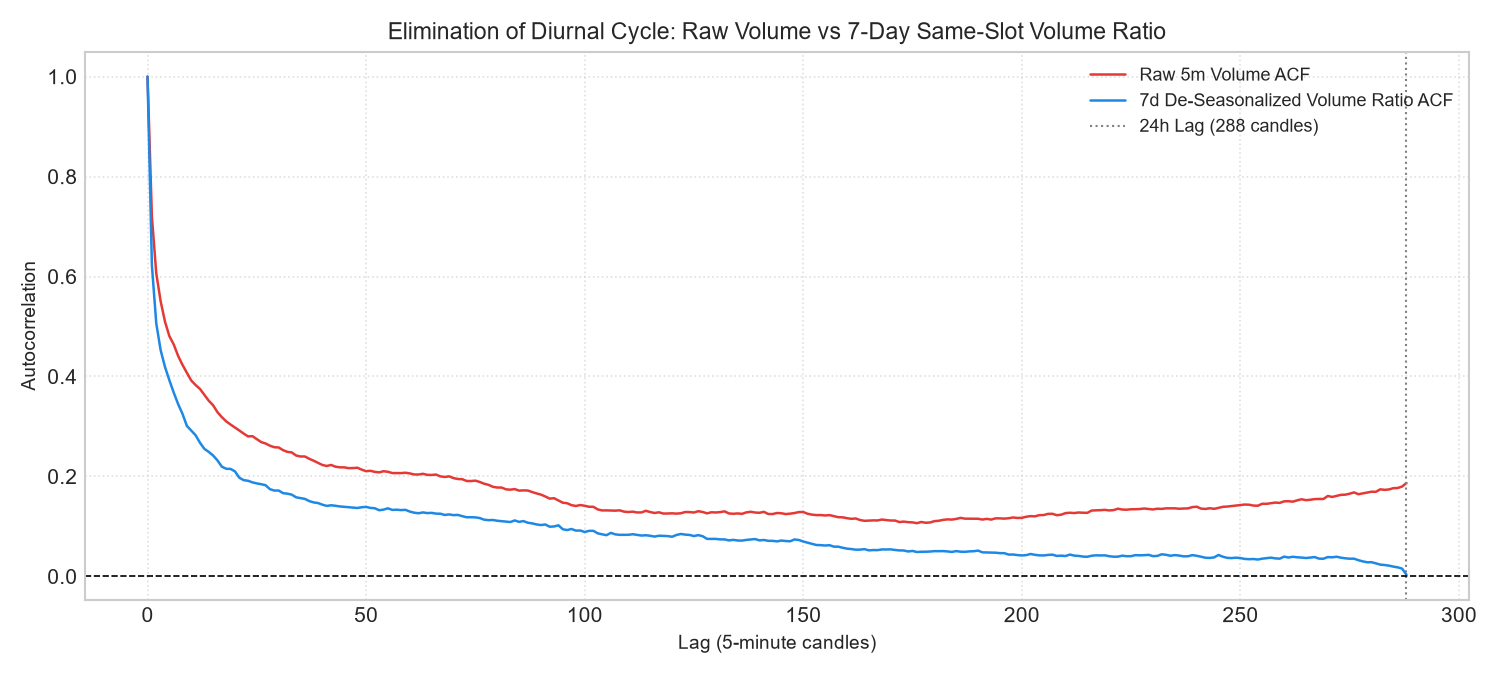 Elimination of Diurnal Cycle: Raw Volume vs 7-Day Same-Slot Volume Ratio
Raw 5m Volume ACF
7d De-Seasonalized Volume Ratio ACF
24h Lag (288 candles)
Autocorrelation
1.0
0.8
0.6
0.4
0.2
0.0
0 50 100 150 200 250 300
Lag (5-minute candles)